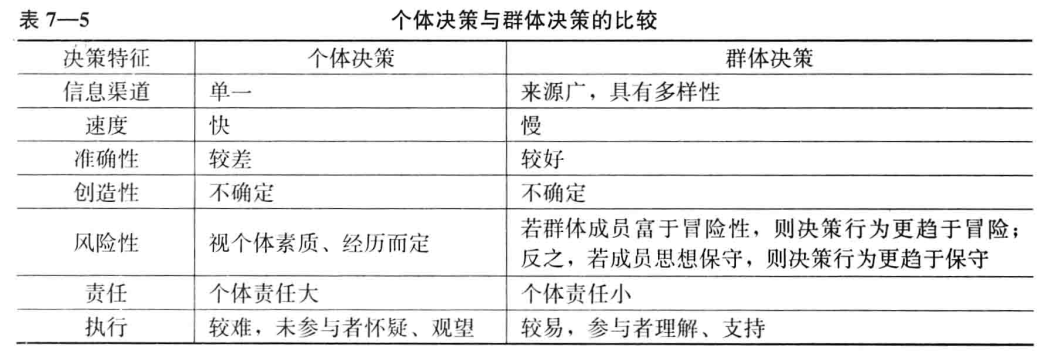 表 7—5 个体决策与群体决策的比较
决策特征 个体决策 群体决策
信息渠道 单一 来源广，具有多样性
速度 快 慢
准确性 较差 较好
创造性 不确定 不确定
风险性 视个体素质、经历而定 若群体成员富于冒险性，则决策行为更趋于冒险；
反之，若成员思想保守，则决策行为更趋于保守
责任 个体责任大 个体责任小
执行 较难，未参与者怀疑、观望 较易，参与者理解、支持